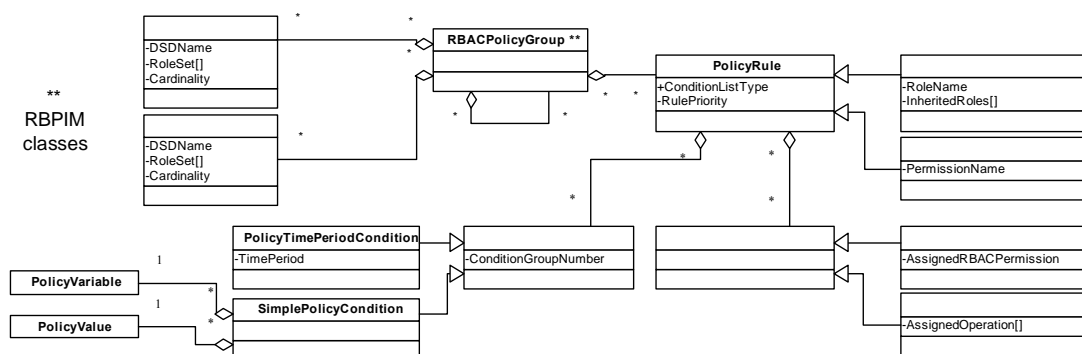 **
RBPIM
classes
-DSDName
-RoleSet[]
-Cardinality
*
*
-DSDName
-RoleSet[]
-Cardinality
*
*
RBACPolicyGroup **
*
*
*
*
PolicyRule
+ConditionListType
-RulePriority
-RoleName
-InheritedRoles[]
-PermissionName
*
*
*
*
PolicyTimePeriodCondition
-TimePeriod
-ConditionGroupNumber
-AssignedRBACPermission
-AssignedOperation[]
1
PolicyVariable
*
1
PolicyValue
*
SimplePolicyCondition